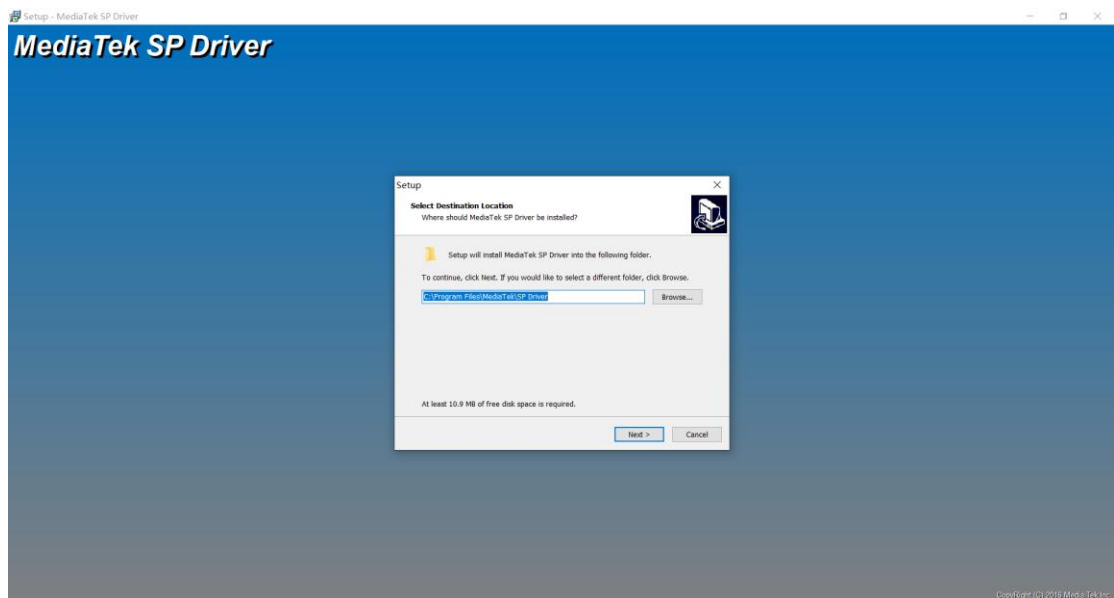 Setup - MediaTek SP Driver
MediaTek SP Driver
Setup
Select Destination Location
Where should MediaTek SP Driver be installed?
Setup will install MediaTek SP Driver into the following folder.
To continue, click Next. If you would like to select a different folder, click Browse.
C:\Program Files\MediaTek\SP Driver
Browse...
At least 10.9 MB of free disk space is required.
Next >
Cancel
CopyRight (C) 2016 MediaTek Inc